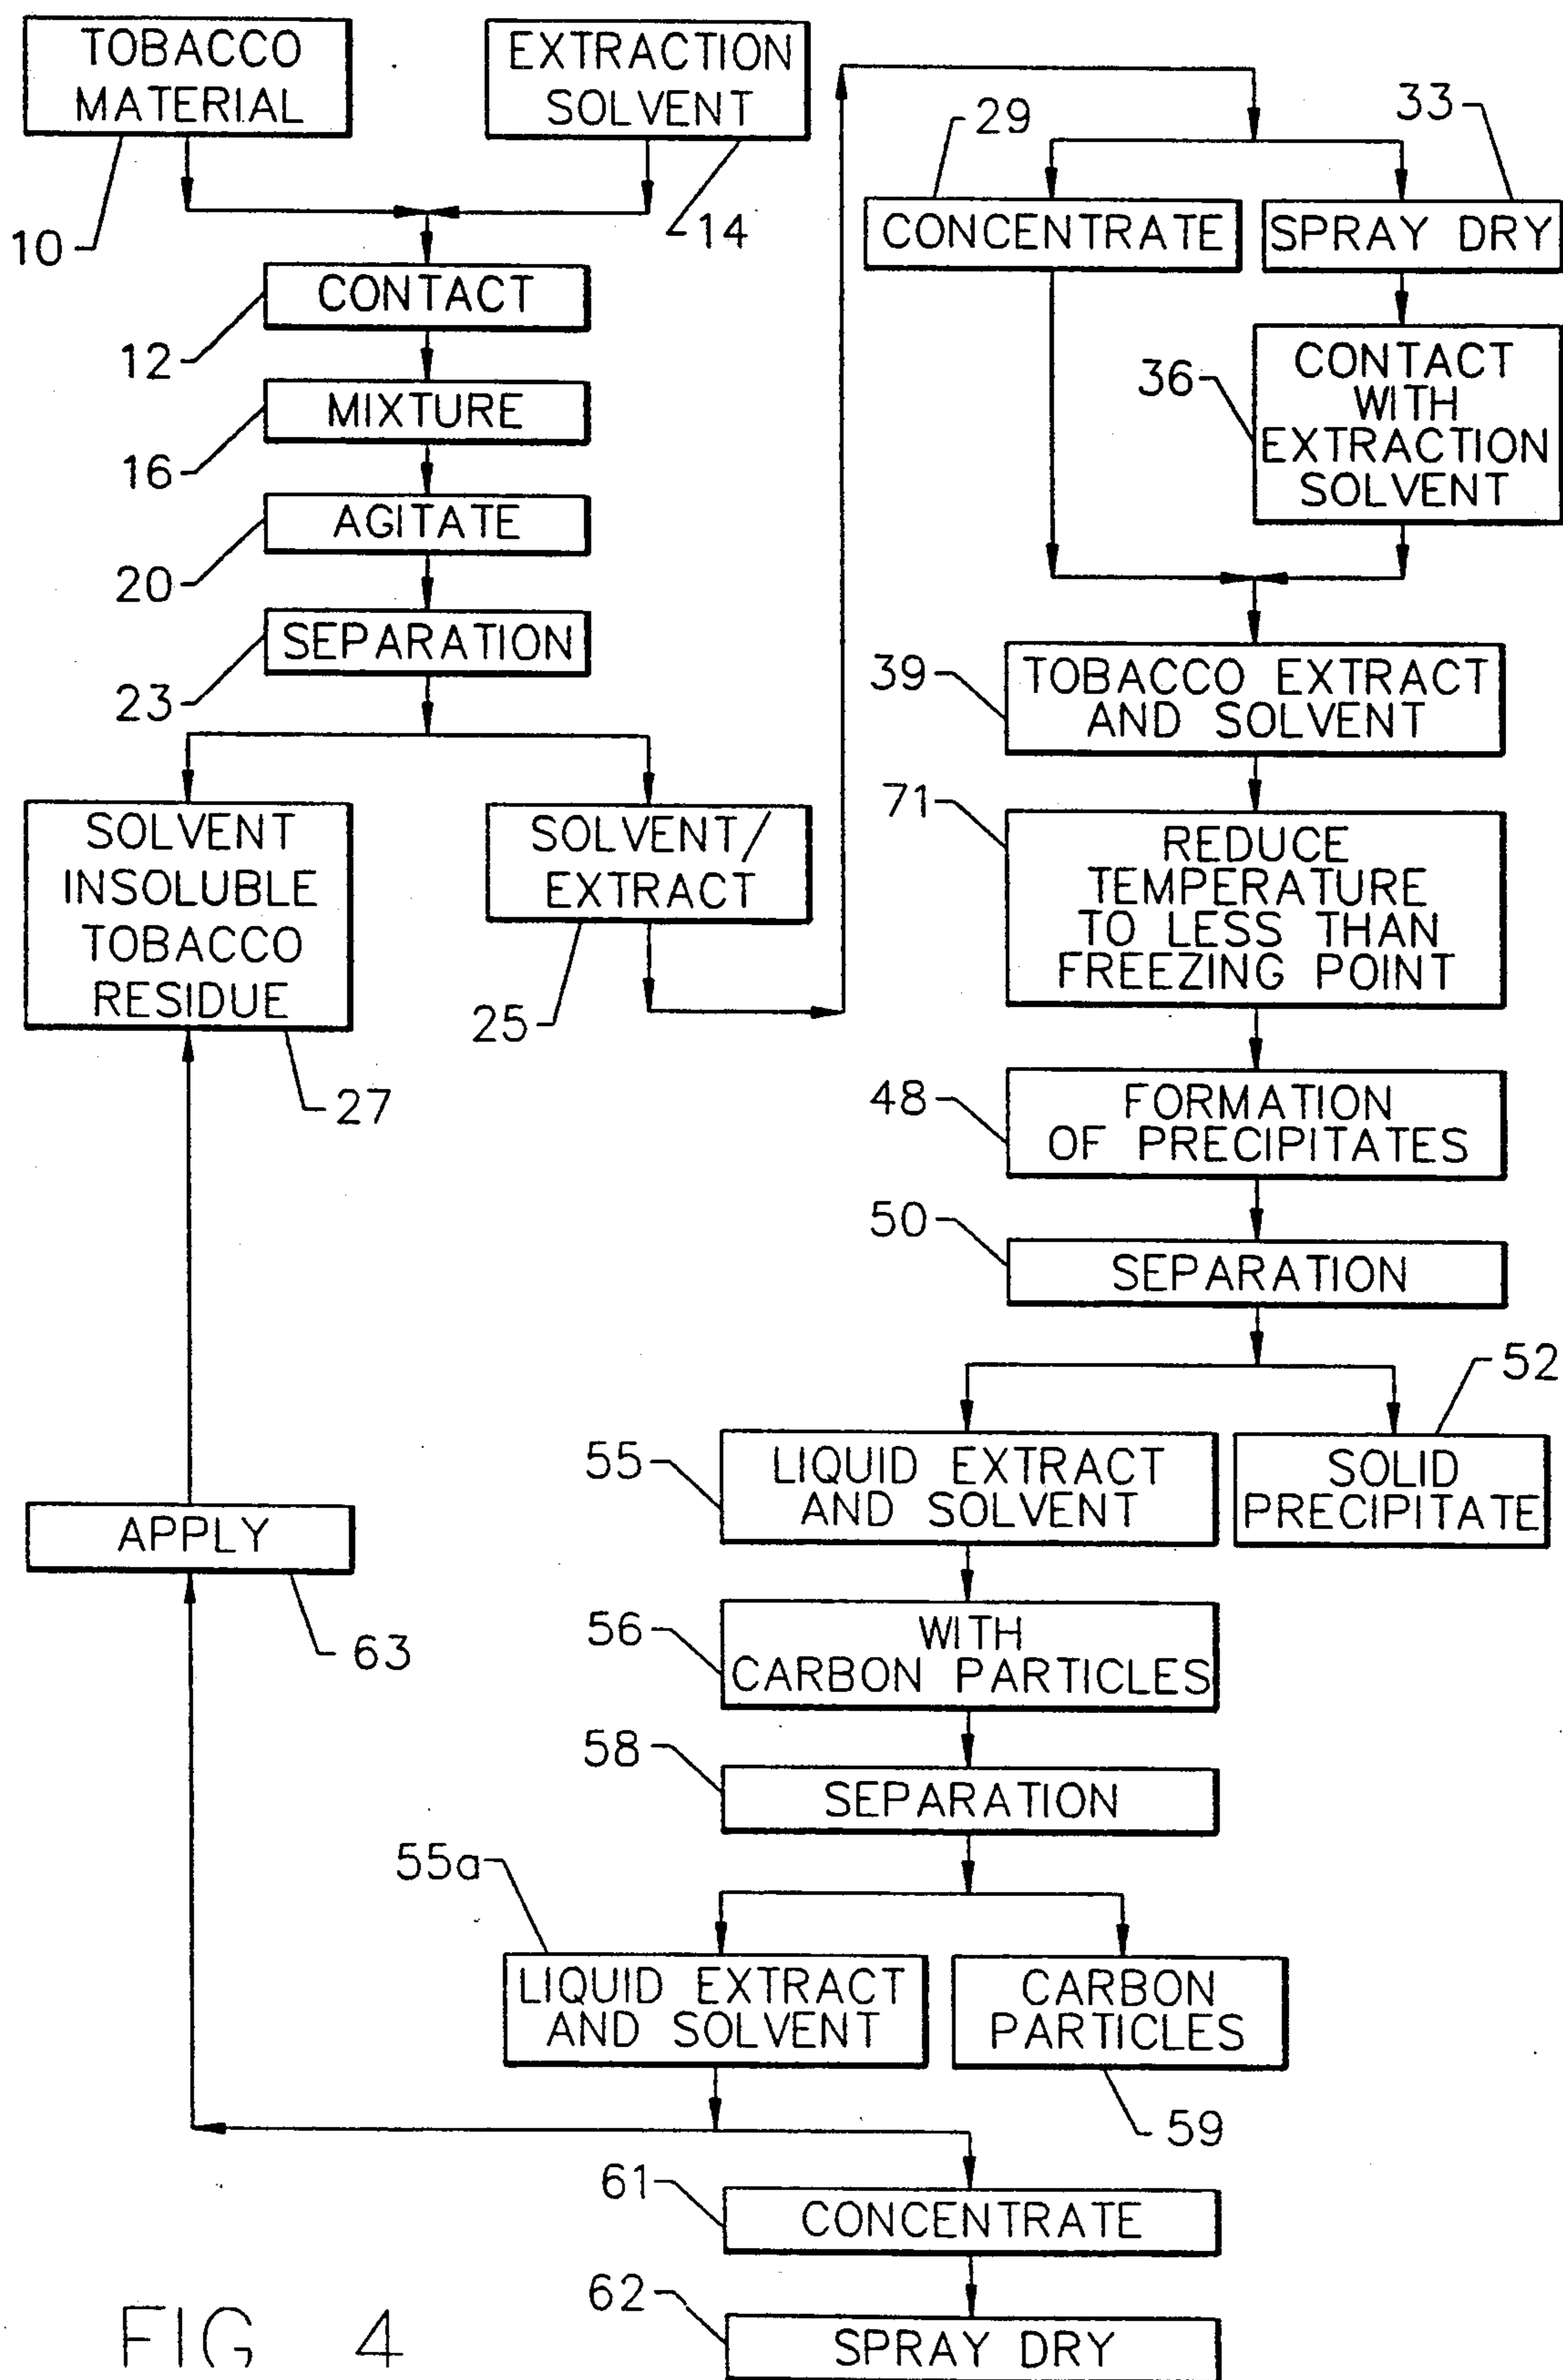 TOBACCO
MATERIAL
10
EXTRACTION
SOLVENT
14
CONTACT
12
MIXTURE
16
AGITATE
20
SEPARATION
23
SOLVENT
INSOLUBLE
TOBACCO
RESIDUE
27
SOLVENT/
EXTRACT
25
29
CONCENTRATE
33
SPRAY DRY
36
CONTACT
WITH
EXTRACTION
SOLVENT
39
TOBACCO EXTRACT
AND SOLVENT
71
REDUCE
TEMPERATURE
TO LESS THAN
FREEZING POINT
48
FORMATION
OF PRECIPITATES
50
SEPARATION
55
LIQUID EXTRACT
AND SOLVENT
52
SOLID
PRECIPITATE
56
WITH
CARBON PARTICLES
58
SEPARATION
55a
LIQUID EXTRACT
AND SOLVENT
CARBON
PARTICLES
59
APPLY
63
61
CONCENTRATE
62
SPRAY DRY
FIG 4